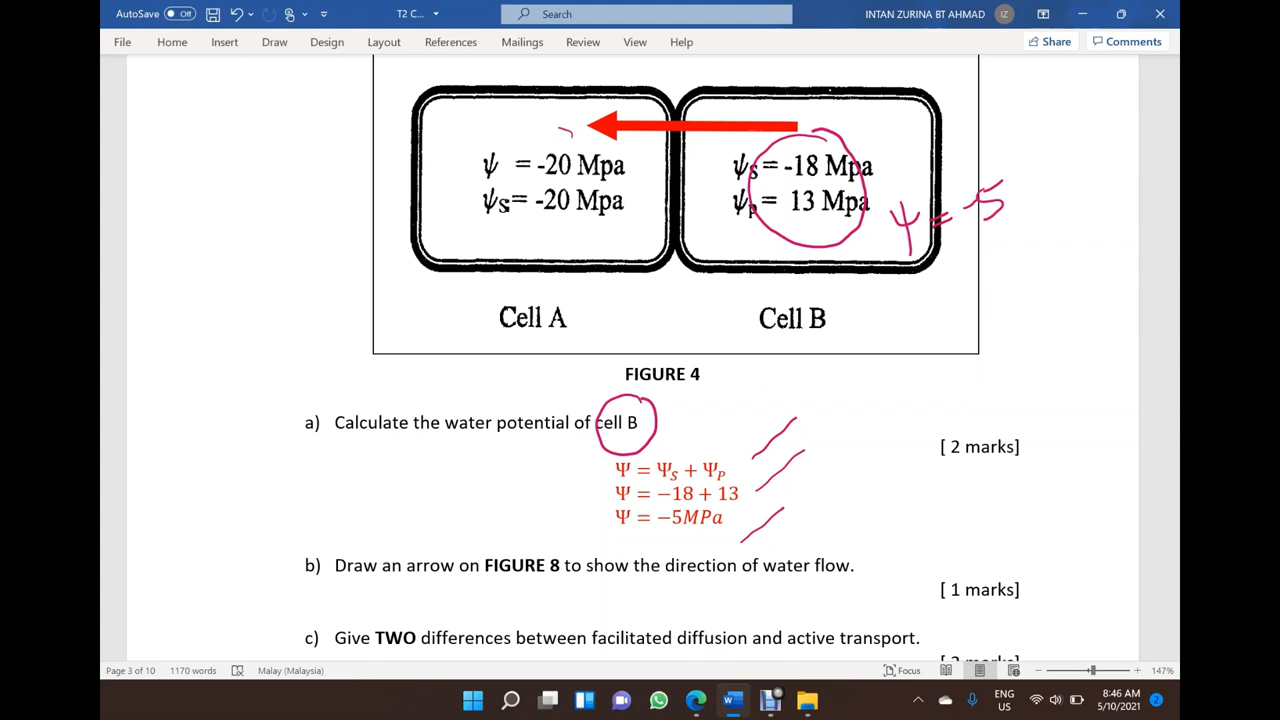 AutoSave Off T2 C... Search INTAN ZURINA BT AHMAD IZ
File Home Insert Draw Design Layout References Mailings Review View Help Share Comments
ψ = -20 Mpa
ψs = -20 Mpa
ψs = -18 Mpa
ψp = 13 Mpa
ψ = -5
Cell A Cell B
FIGURE 4
a) Calculate the water potential of cell B
[ 2 marks]
Ψ = ΨS + ΨP
Ψ = −18 + 13
Ψ = −5MPa
b) Draw an arrow on FIGURE 8 to show the direction of water flow.
[ 1 marks]
c) Give TWO differences between facilitated diffusion and active transport.
Page 3 of 10 1170 words Malay (Malaysia) Focus 147%
ENG US 8:46 AM 5/10/2021 2